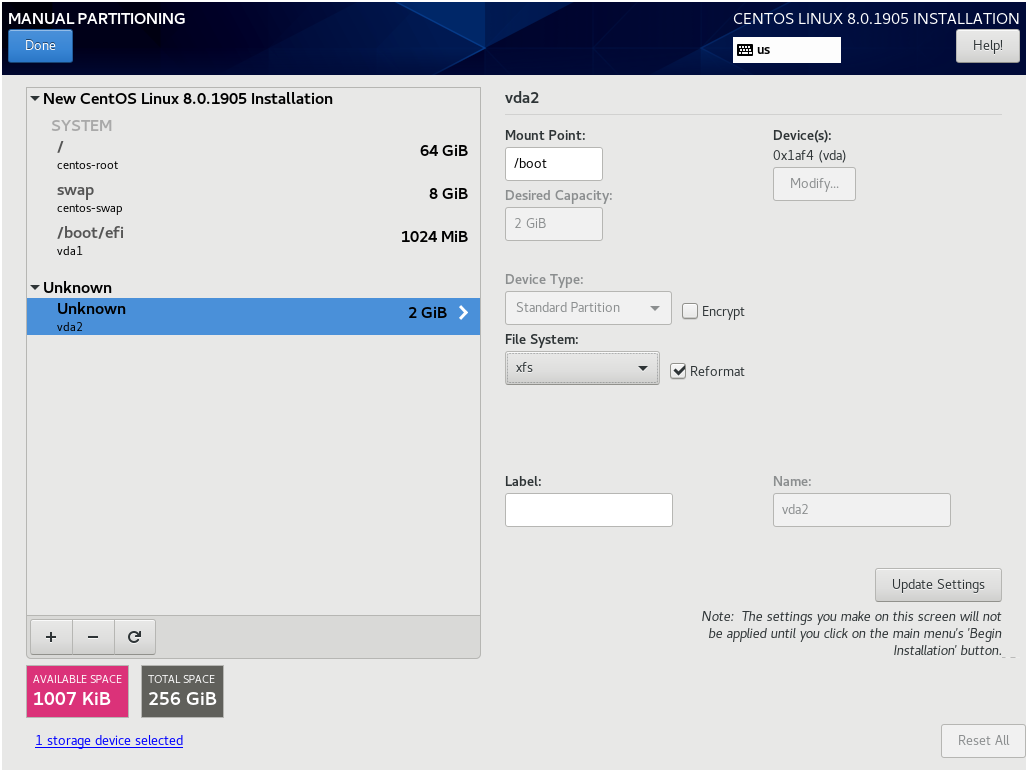 MANUAL PARTITIONING
CENTOS LINUX 8.0.1905 INSTALLATION
Done
us
Help!
New CentOS Linux 8.0.1905 Installation
SYSTEM
/
64 GiB
centos-root
swap
8 GiB
centos-swap
/boot/efi
1024 MiB
vda1
Unknown
Unknown
2 GiB
vda2
+
−
AVAILABLE SPACE
1007 KiB
TOTAL SPACE
256 GiB
1 storage device selected
vda2
Mount Point:
/boot
Device(s):
0x1af4 (vda)
Modify...
Desired Capacity:
2 GiB
Device Type:
Standard Partition
Encrypt
File System:
xfs
Reformat
Label:
Name:
vda2
Update Settings
Note: The settings you make on this screen will not
be applied until you click on the main menu's 'Begin
Installation' button.
Reset All